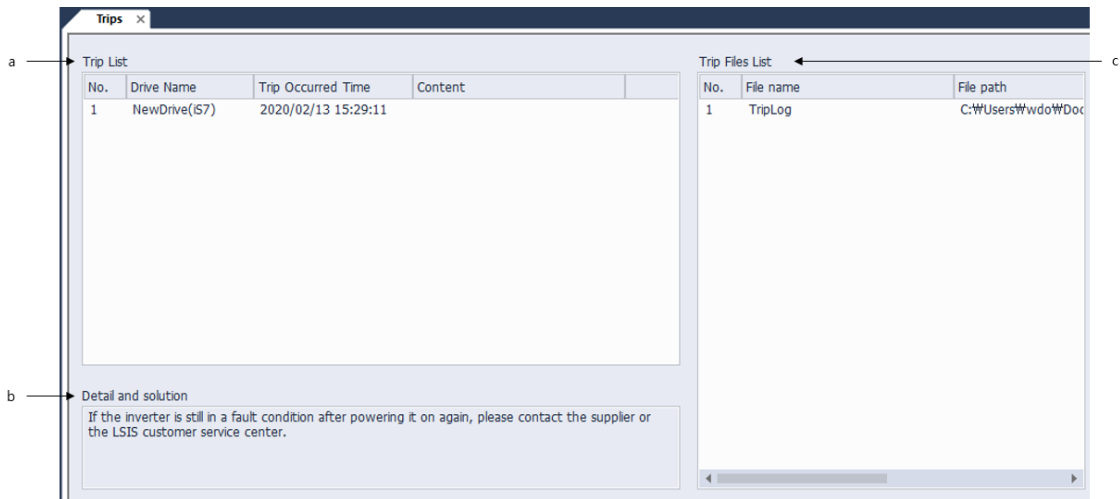 Trips ×
a
Trip List
No. Drive Name Trip Occurred Time Content
1 NewDrive(iS7) 2020/02/13 15:29:11
b
Detail and solution
If the inverter is still in a fault condition after powering it on again, please contact the supplier or
the LSIS customer service center.
c
Trip Files List
No. File name File path
1 TripLog C:₩Users₩wdo₩Doc